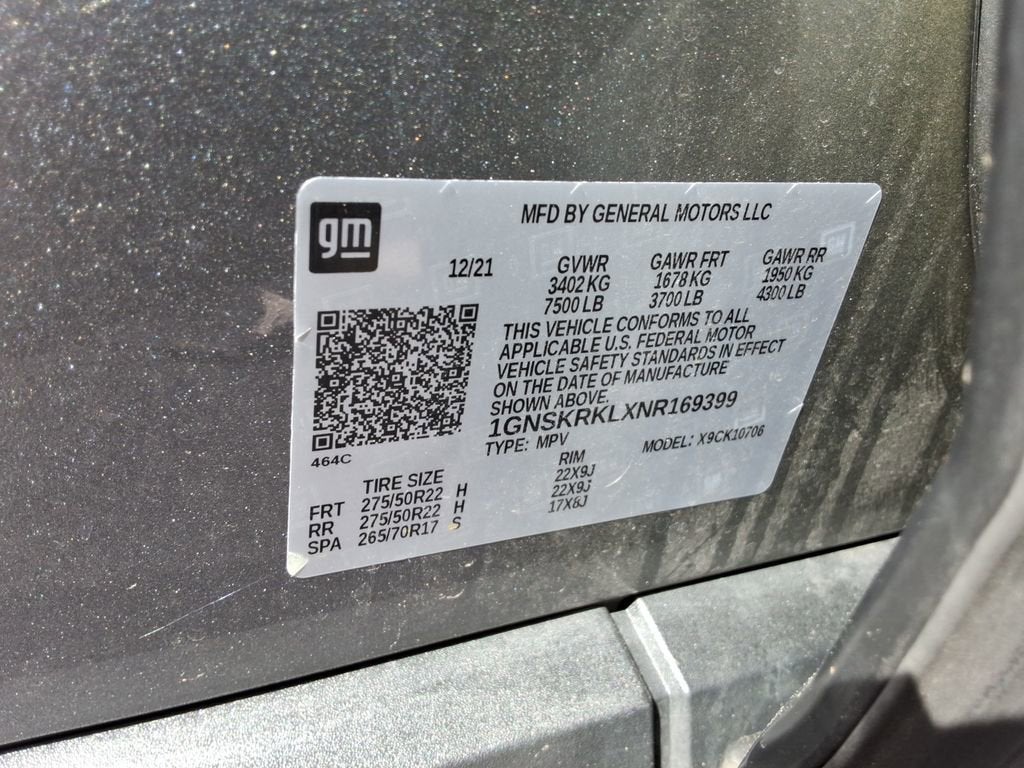 gm
MFD BY GENERAL MOTORS LLC
12/21
GVWR
3402 KG
7500 LB
GAWR FRT
1678 KG
3700 LB
GAWR RR
1950 KG
4300 LB
THIS VEHICLE CONFORMS TO ALL
APPLICABLE U.S. FEDERAL MOTOR
VEHICLE SAFETY STANDARDS IN EFFECT
ON THE DATE OF MANUFACTURE
SHOWN ABOVE.
1GNSKRKLXNR169399
TYPE: MPV MODEL: X9CK10706
464C
TIRE SIZE RIM
FRT 275/50R22 H 22X9J
RR 275/50R22 H 22X9J
SPA 265/70R17 S 17X8J